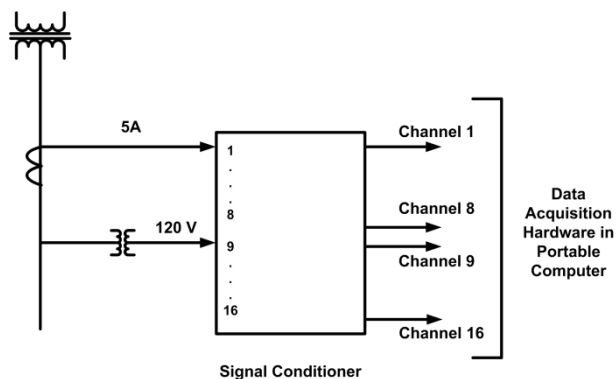 5A
120 V
1
.
.
.
8
9
.
.
.
16
Signal Conditioner
Channel 1
Channel 8
Channel 9
Channel 16
Data
Acquisition
Hardware in
Portable
Computer